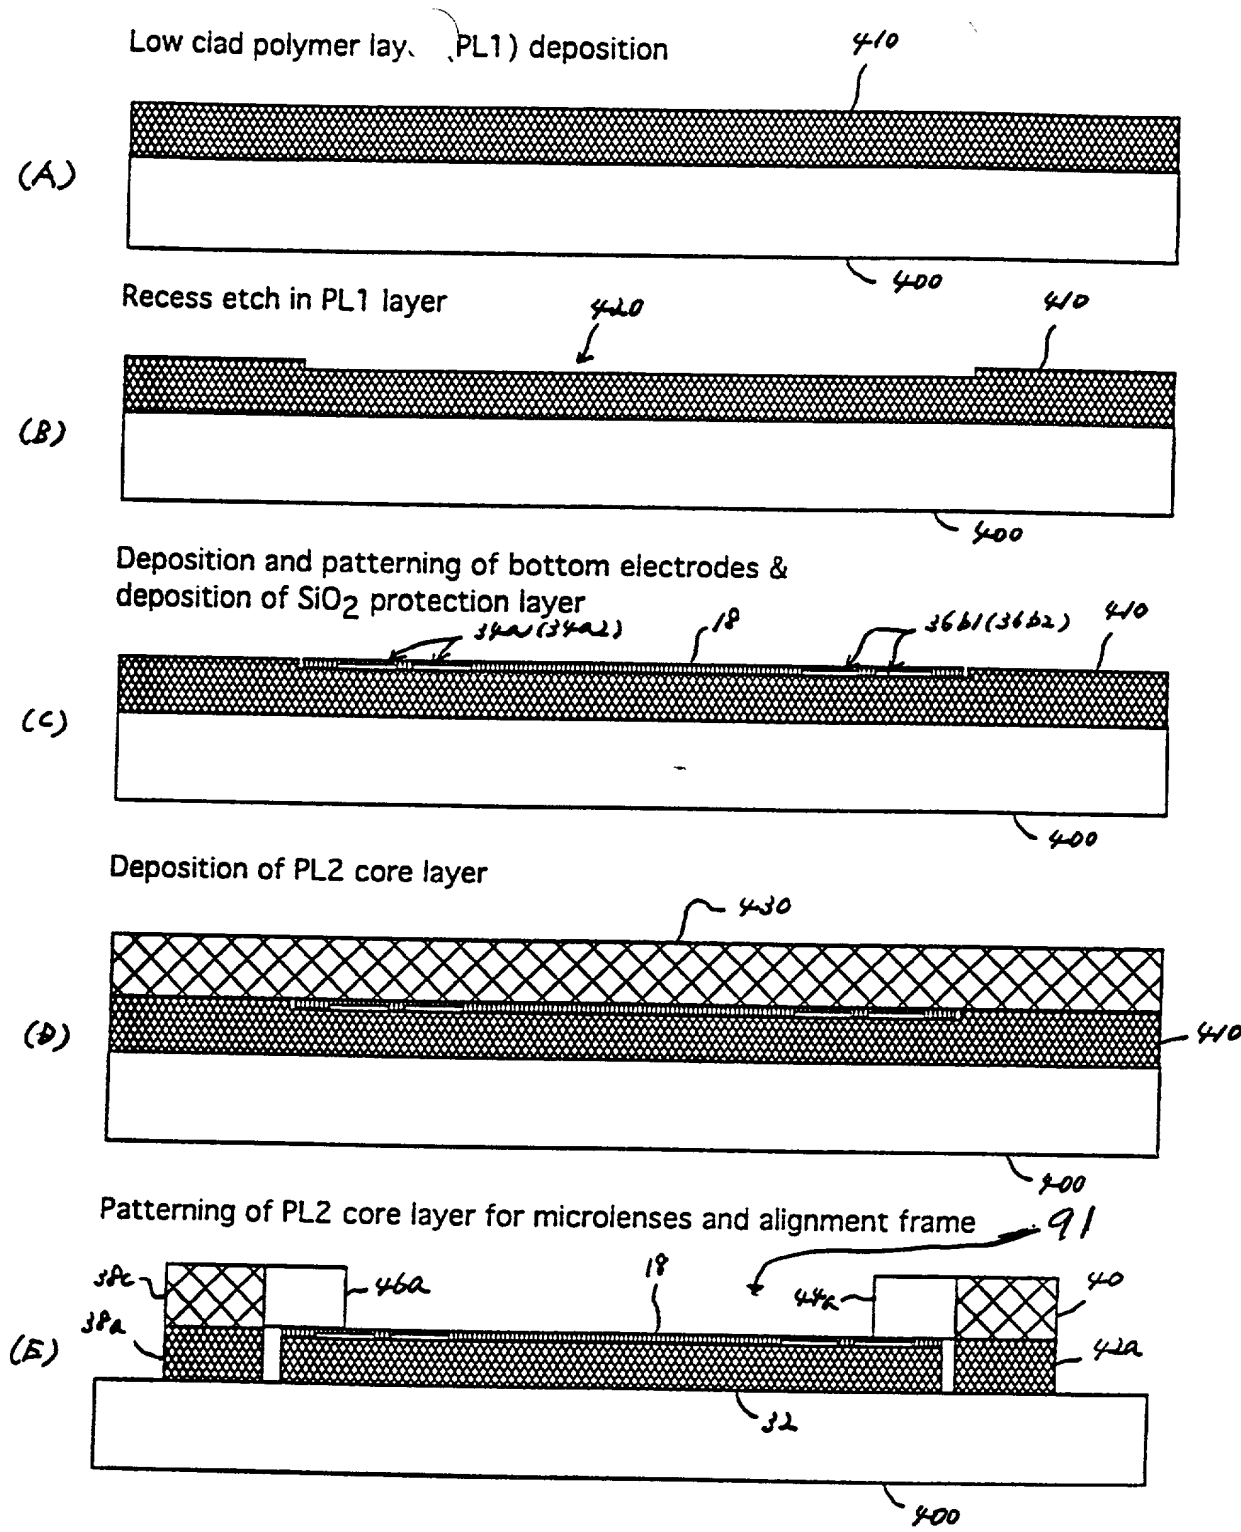 Low clad polymer lay PL1) deposition
410
(A)
400
Recess etch in PL1 layer
420
410
(B)
400
Deposition and patterning of bottom electrodes &
deposition of SiO2 protection layer
34a1(34a2)
18
36b1(36b2)
410
(C)
400
Deposition of PL2 core layer
430
(D)
410
400
Patterning of PL2 core layer for microlenses and alignment frame
91
38c
46a
18
44a
40
38a
(E)
42a
32
400